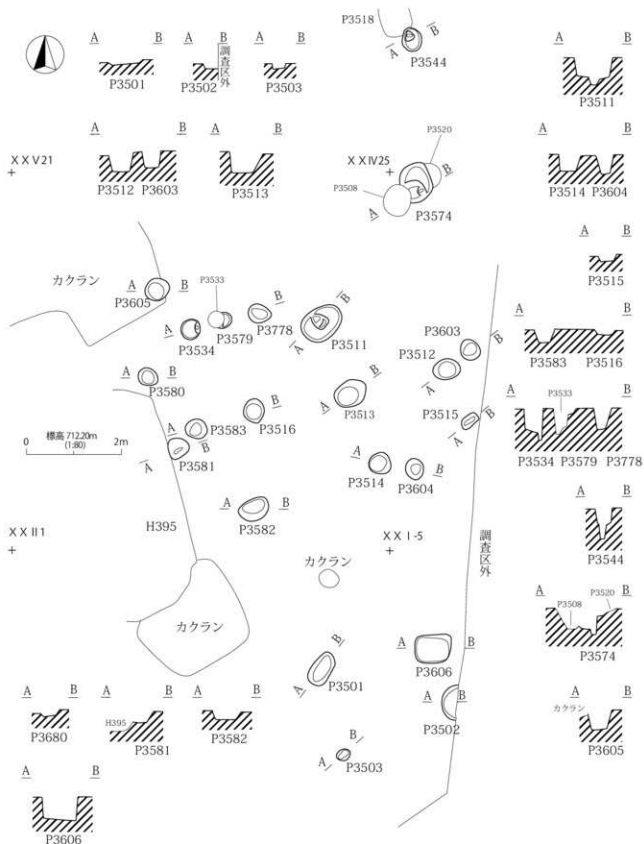 A B
P3501
A B
調査区外
P3502
A B
P3503
P3518
B
A
P3544
A B
P3511
XXV21
A B
P3512 P3603
A B
P3513
XXIV25
P3520
B
P3508
A
P3574
A B
P3514 P3604
A B
P3515
カクラン
A B
P3605
P3533
A
P3534
P3579
B
P3778
B
A
P3511
P3603
B
P3512
A
A B
P3583 P3516
A B
P3580
B
A
P3513
P3515
B
A
A B
P3533
P3534 P3579 P3778
A
P3583
B
P3516
B
P3581
A
標高 712.20m
0 (1:80) 2m
A
P3514
B
P3604
A B
P3582
H395
XXII1
XXI-5
調査区外
カクラン
カクラン
A B
P3544
A B
P3508
P3520
P3574
A B
P3606
B
A
P3501
A B
P3502
B
A
P3503
A B
P3680
A B
H395
P3581
A B
P3582
A B
カクラン
P3605
A B
P3606